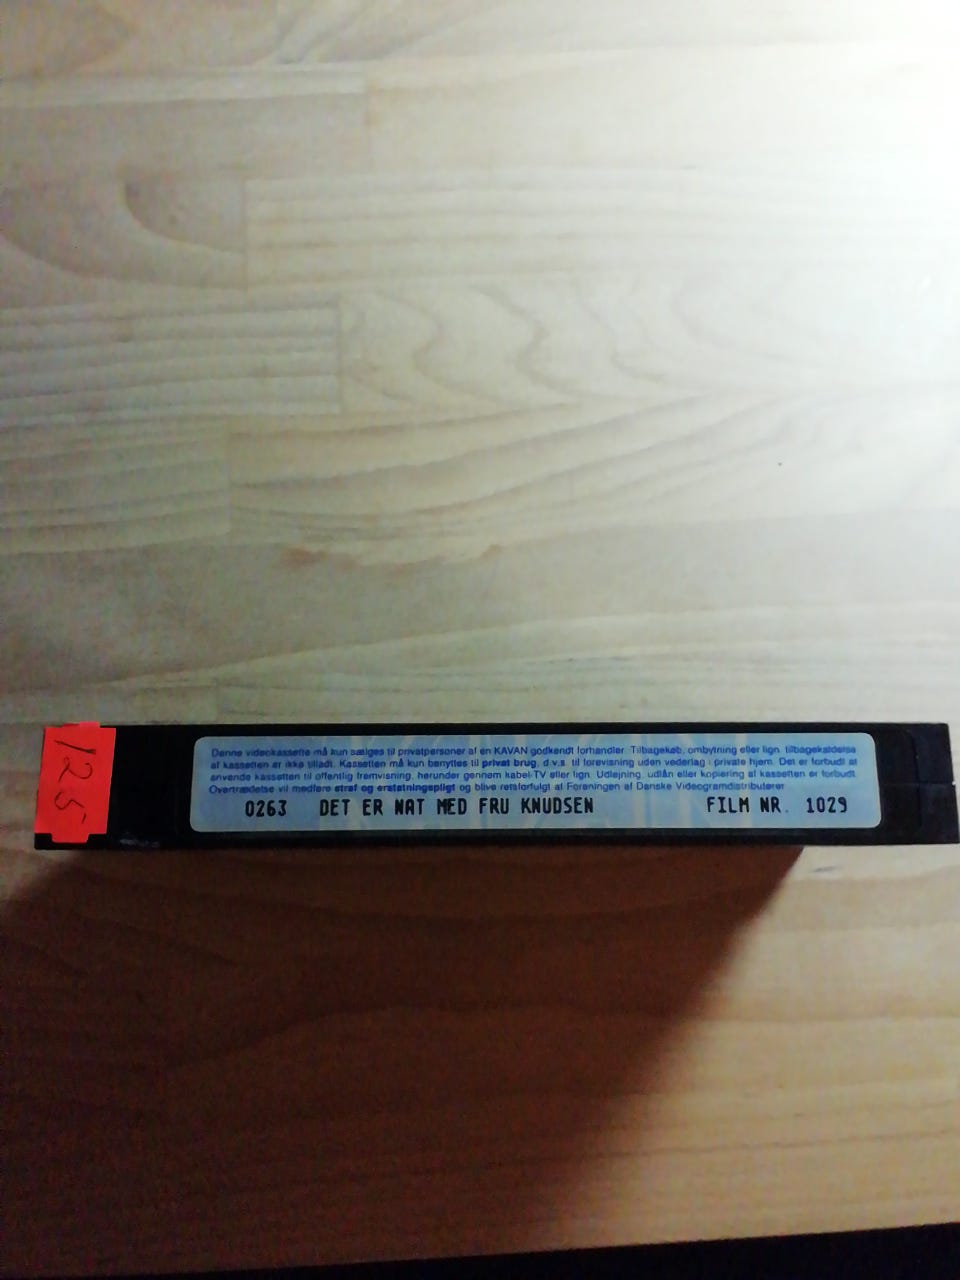 125
Denne videokassette må kun sælges til privatpersoner af en KAVAN godkendt forhandler. Tilbagekøb, ombytning eller lign. tilbagekaldelse
af kassetten er ikke tilladt. Kassetten må kun benyttes til privat brug, d.v.s. til forevisning uden vederlag i private hjem. Det er forbudt at
anvende kassetten til offentlig fremvisning, herunder gennem kabel-TV eller lign. Udlejning, udlån eller kopiering af kassetten er forbudt.
Overtrædelse vil medføre straf og erstatningspligt og blive retsforfulgt af Foreningen af Danske Videogramdistributører
0263 DET ER NAT MED FRU KNUDSEN FILM NR. 1029